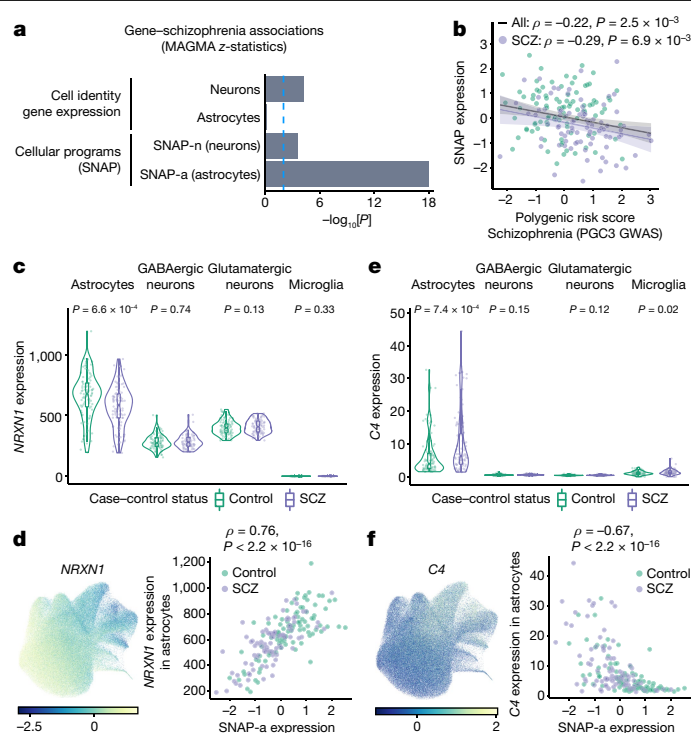 a
Gene–schizophrenia associations
(MAGMA z-statistics)
Cell identity
gene expression
Cellular programs
(SNAP)
Neurons
Astrocytes
SNAP-n (neurons)
SNAP-a (astrocytes)
0 6 12 18
–log10[P]
b
All: ρ = –0.22, P = 2.5 × 10–3
SCZ: ρ = –0.29, P = 6.9 × 10–3
SNAP expression
3
2
1
0
–1
–2
–2 –1 0 1 2 3
Polygenic risk score
Schizophrenia (PGC3 GWAS)
c
Astrocytes GABAergic neurons Glutamatergic neurons Microglia
P = 6.6 × 10–4 P = 0.74 P = 0.13 P = 0.33
NRXN1 expression
1,000
500
0
Case–control status Control SCZ
e
Astrocytes GABAergic neurons Glutamatergic neurons Microglia
P = 7.4 × 10–4 P = 0.15 P = 0.12 P = 0.02
C4 expression
50
40
30
20
10
0
Case–control status Control SCZ
d
NRXN1
–2.5 0
ρ = 0.76,
P < 2.2 × 10–16
Control
SCZ
NRXN1 expression
in astrocytes
1,200
1,000
800
600
400
200
–2 –1 0 1 2
SNAP-a expression
f
C4
0 2
ρ = –0.67,
P < 2.2 × 10–16
Control
SCZ
C4 expression in astrocytes
40
30
20
10
0
–2 –1 0 1 2
SNAP-a expression